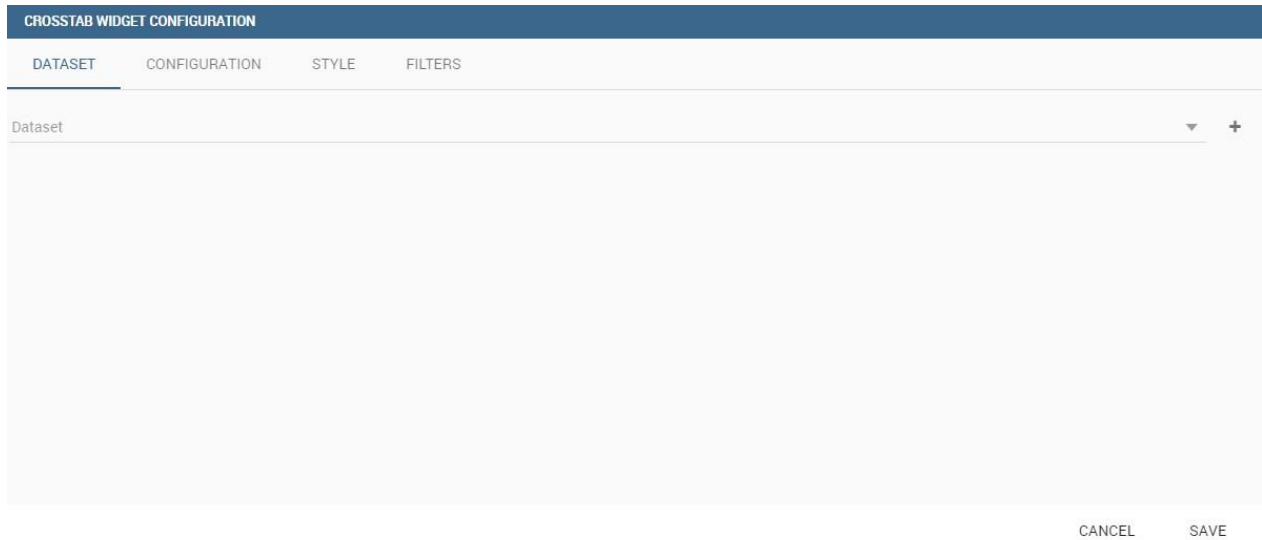 CROSSTAB WIDGET CONFIGURATION
DATASET CONFIGURATION STYLE FILTERS
Dataset +
CANCEL SAVE